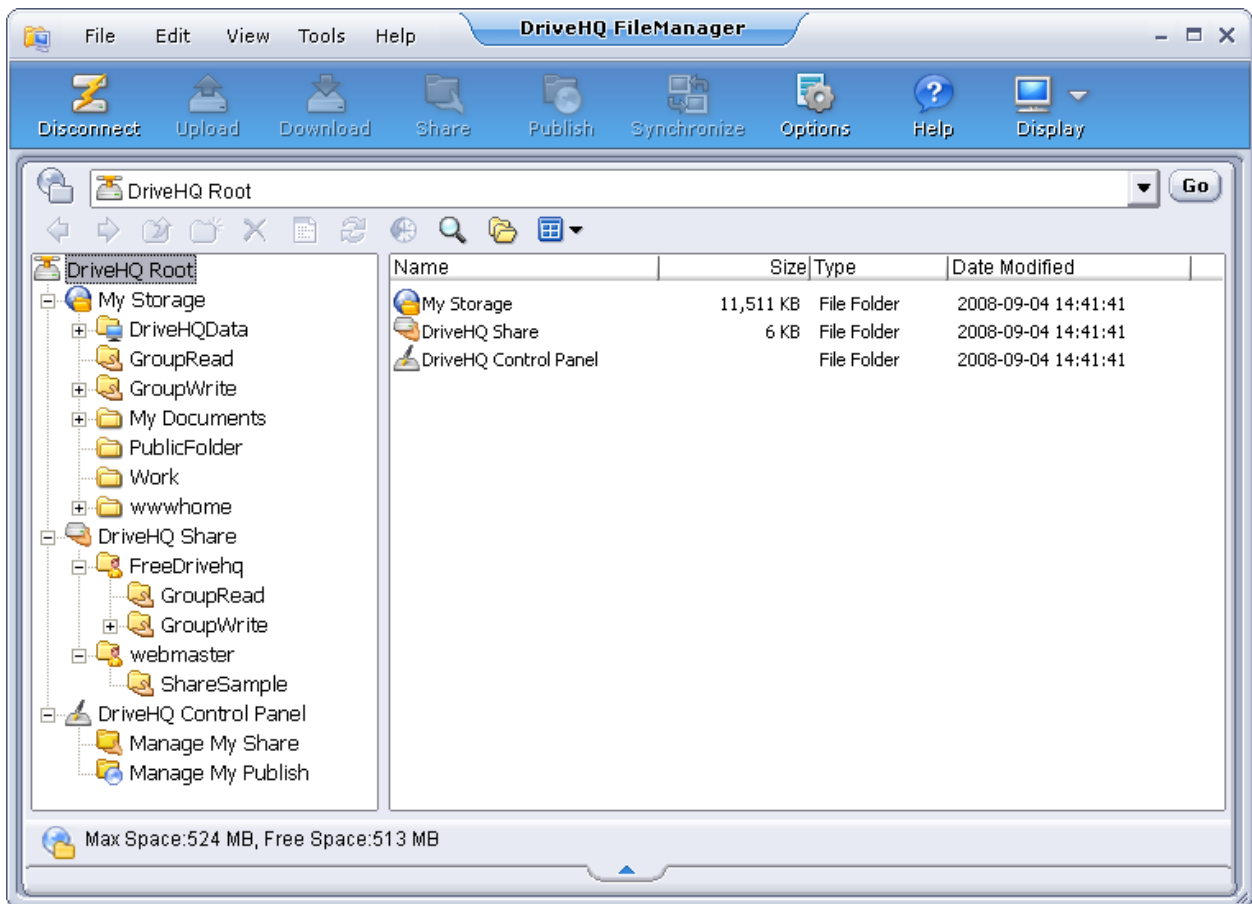 DriveHQ FileManager
File Edit View Tools Help
Disconnect Upload Download Share Publish Synchronize Options Help Display
DriveHQ Root Go
DriveHQ Root
My Storage
DriveHQData
GroupRead
GroupWrite
My Documents
PublicFolder
Work
wwwhome
DriveHQ Share
FreeDrivehq
GroupRead
GroupWrite
webmaster
ShareSample
DriveHQ Control Panel
Manage My Share
Manage My Publish
Name Size Type Date Modified
My Storage 11,511 KB File Folder 2008-09-04 14:41:41
DriveHQ Share 6 KB File Folder 2008-09-04 14:41:41
DriveHQ Control Panel File Folder 2008-09-04 14:41:41
Max Space:524 MB, Free Space:513 MB